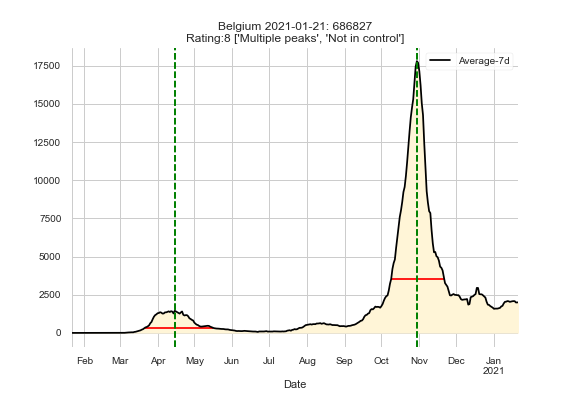 Belgium 2021-01-21: 686827
Rating:8 ['Multiple peaks', 'Not in control']
Average-7d
17500
15000
12500
10000
7500
5000
2500
0
Feb Mar Apr May Jun Jul Aug Sep Oct Nov Dec Jan
2021
Date